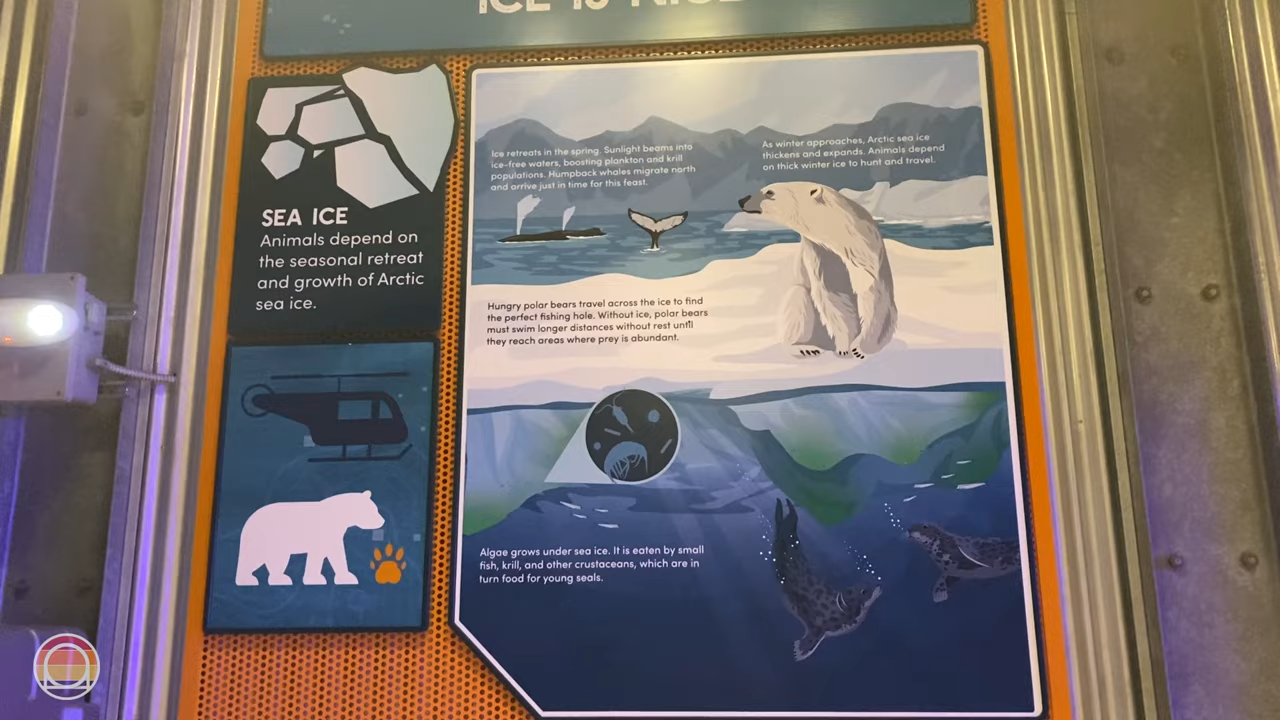 ICE IS
SEA ICE
Animals depend on
the seasonal retreat
and growth of Arctic
sea ice.
Ice retreats in the spring. Sunlight beams into
ice-free waters, boosting plankton and krill
populations. Humpback whales migrate north
and arrive just in time for this feast.
As winter approaches, Arctic sea ice
thickens and expands. Animals depend
on thick winter ice to hunt and travel.
Hungry polar bears travel across the ice to find
the perfect fishing hole. Without ice, polar bears
must swim longer distances without rest until
they reach areas where prey is abundant.
Algae grows under sea ice. It is eaten by small
fish, krill, and other crustaceans, which are in
turn food for young seals.